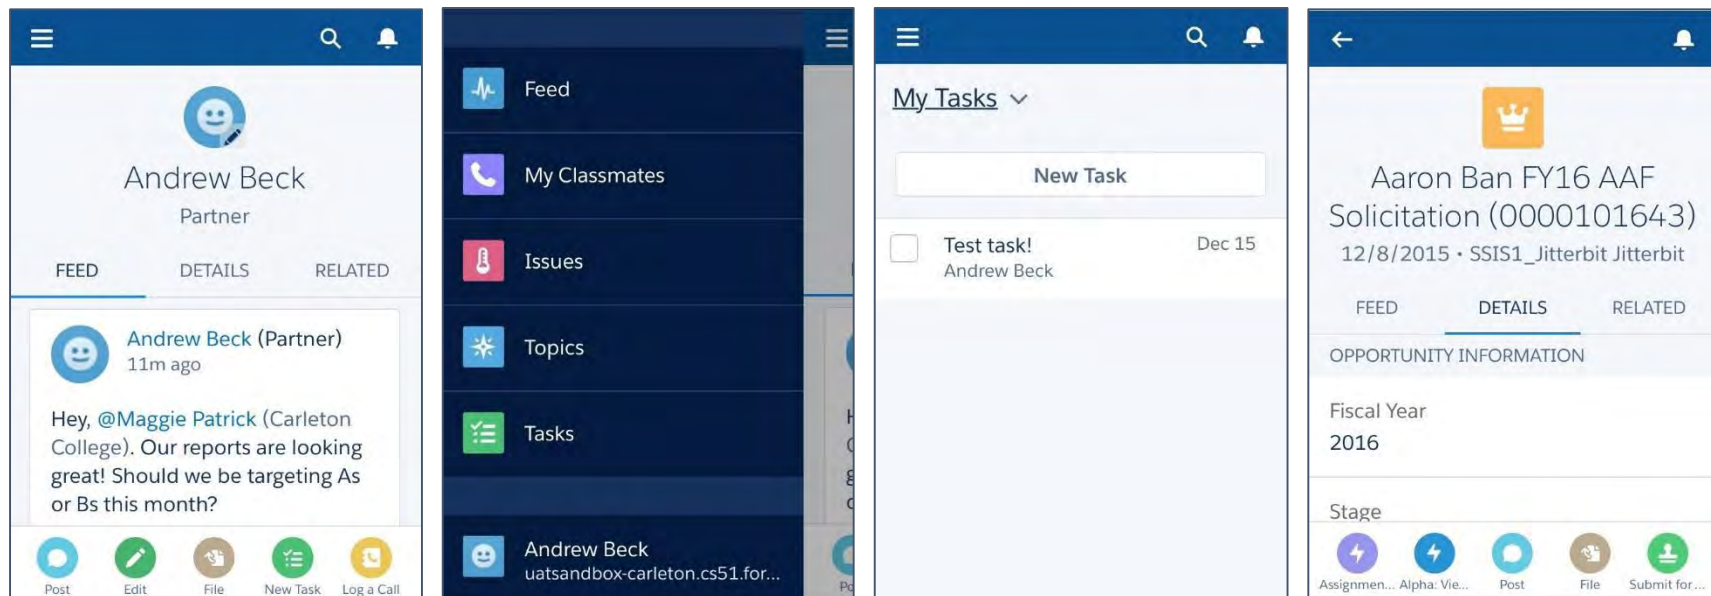 Andrew Beck
Partner
FEED DETAILS RELATED
Andrew Beck (Partner)
11m ago
Hey, @Maggie Patrick (Carleton
College). Our reports are looking
great! Should we be targeting As
or Bs this month?
Post Edit File New Task Log a Call
Feed
My Classmates
Issues
Topics
Tasks
Andrew Beck
uatsandbox-carleton.cs51.for...
My Tasks
New Task
Test task! Dec 15
Andrew Beck
Aaron Ban FY16 AAF
Solicitation (0000101643)
12/8/2015 • SSIS1_Jitterbit Jitterbit
FEED DETAILS RELATED
OPPORTUNITY INFORMATION
Fiscal Year
2016
Stage
Assignmen... Alpha: Vie... Post File Submit for ...